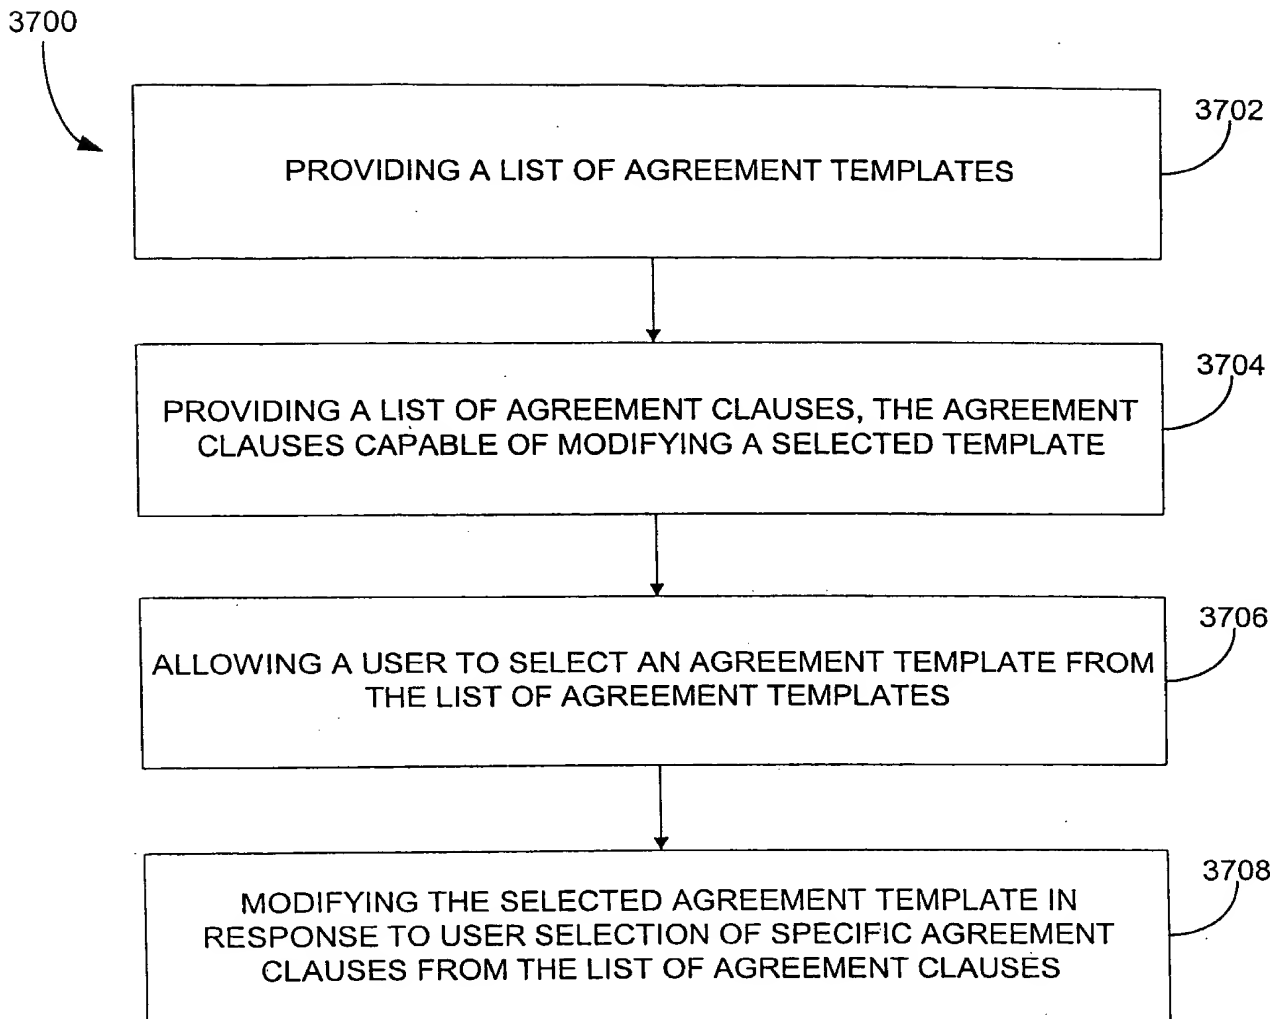 3700
3702
PROVIDING A LIST OF AGREEMENT TEMPLATES
3704
PROVIDING A LIST OF AGREEMENT CLAUSES, THE AGREEMENT
CLAUSES CAPABLE OF MODIFYING A SELECTED TEMPLATE
3706
ALLOWING A USER TO SELECT AN AGREEMENT TEMPLATE FROM
THE LIST OF AGREEMENT TEMPLATES
3708
MODIFYING THE SELECTED AGREEMENT TEMPLATE IN
RESPONSE TO USER SELECTION OF SPECIFIC AGREEMENT
CLAUSES FROM THE LIST OF AGREEMENT CLAUSES